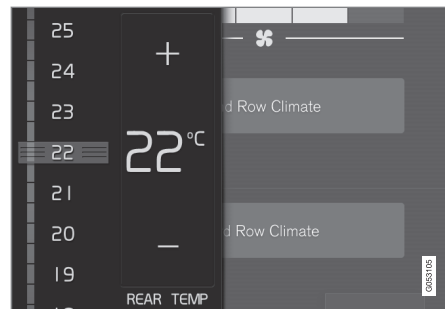 25
24
23
22
21
20
19
+
22°C
–
REAR TEMP
d Row Climate
d Row Climate
G053105